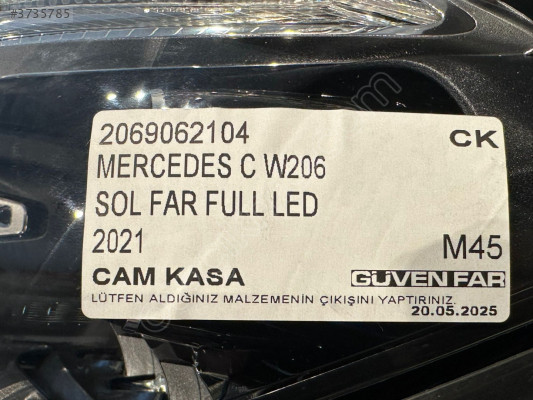 #3735785
2069062104 CK
MERCEDES C W206
SOL FAR FULL LED
2021 M45
CAM KASA GÜVEN FAR
LÜTFEN ALDIĞINIZ MALZEMENİN ÇIKIŞINI YAPTIRINIZ.
20.05.2025